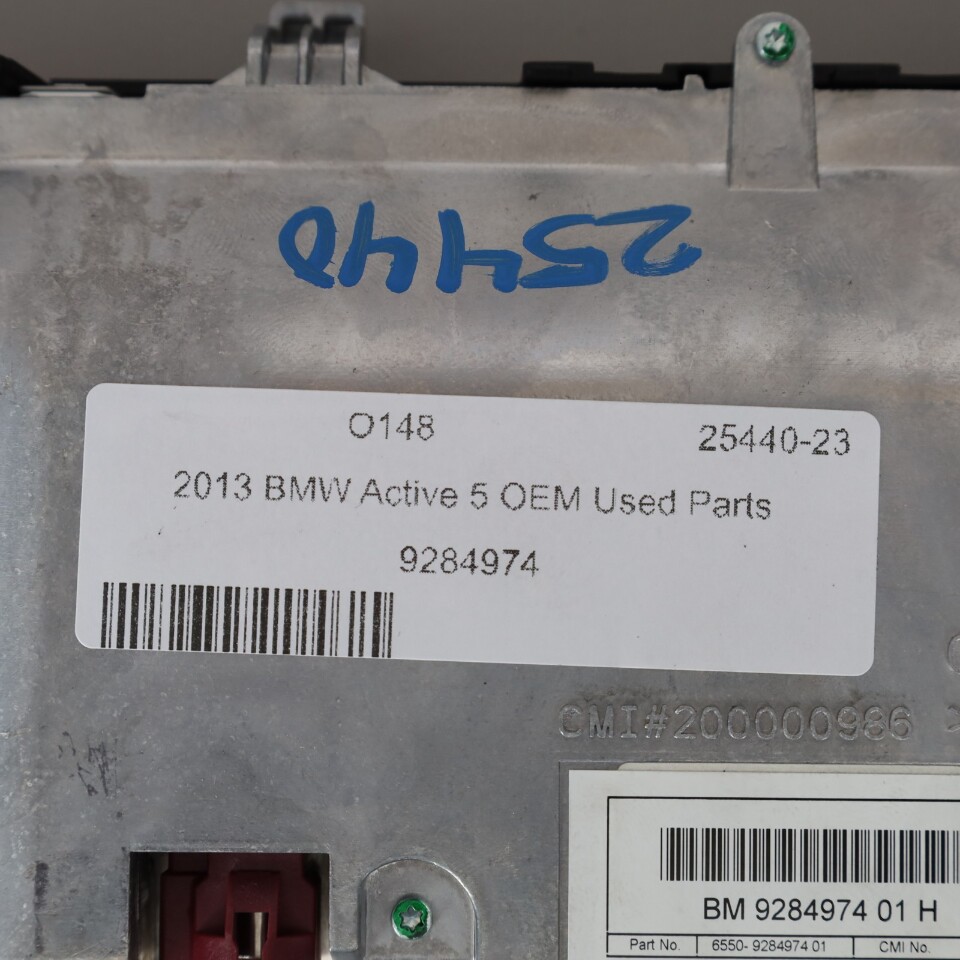 25440
O148 25440-23
2013 BMW Active 5 OEM Used Parts
9284974
CMI#200000986
BM 9284974 01 H
Part No. 6550- 9284974 01 CMI No.